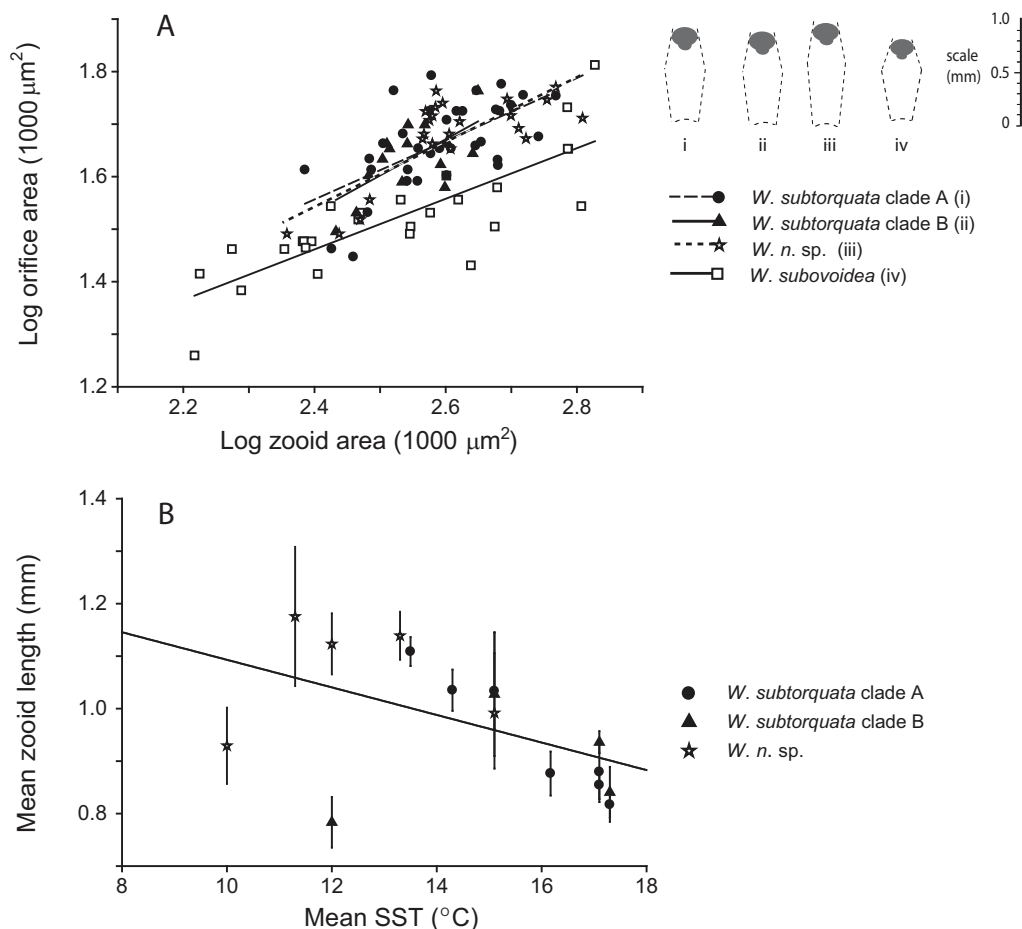 A
Log orifice area (1000 µm²)
1.8
1.6
1.4
1.2
2.2 2.4 2.6 2.8
Log zooid area (1000 µm²)
i ii iii iv
scale
(mm)
1.0
0.5
0
W. subtorquata clade A (i)
W. subtorquata clade B (ii)
W. n. sp. (iii)
W. subovoidea (iv)
B
Mean zooid length (mm)
1.4
1.2
1.0
0.8
8 10 12 14 16 18
Mean SST (°C)
W. subtorquata clade A
W. subtorquata clade B
W. n. sp.